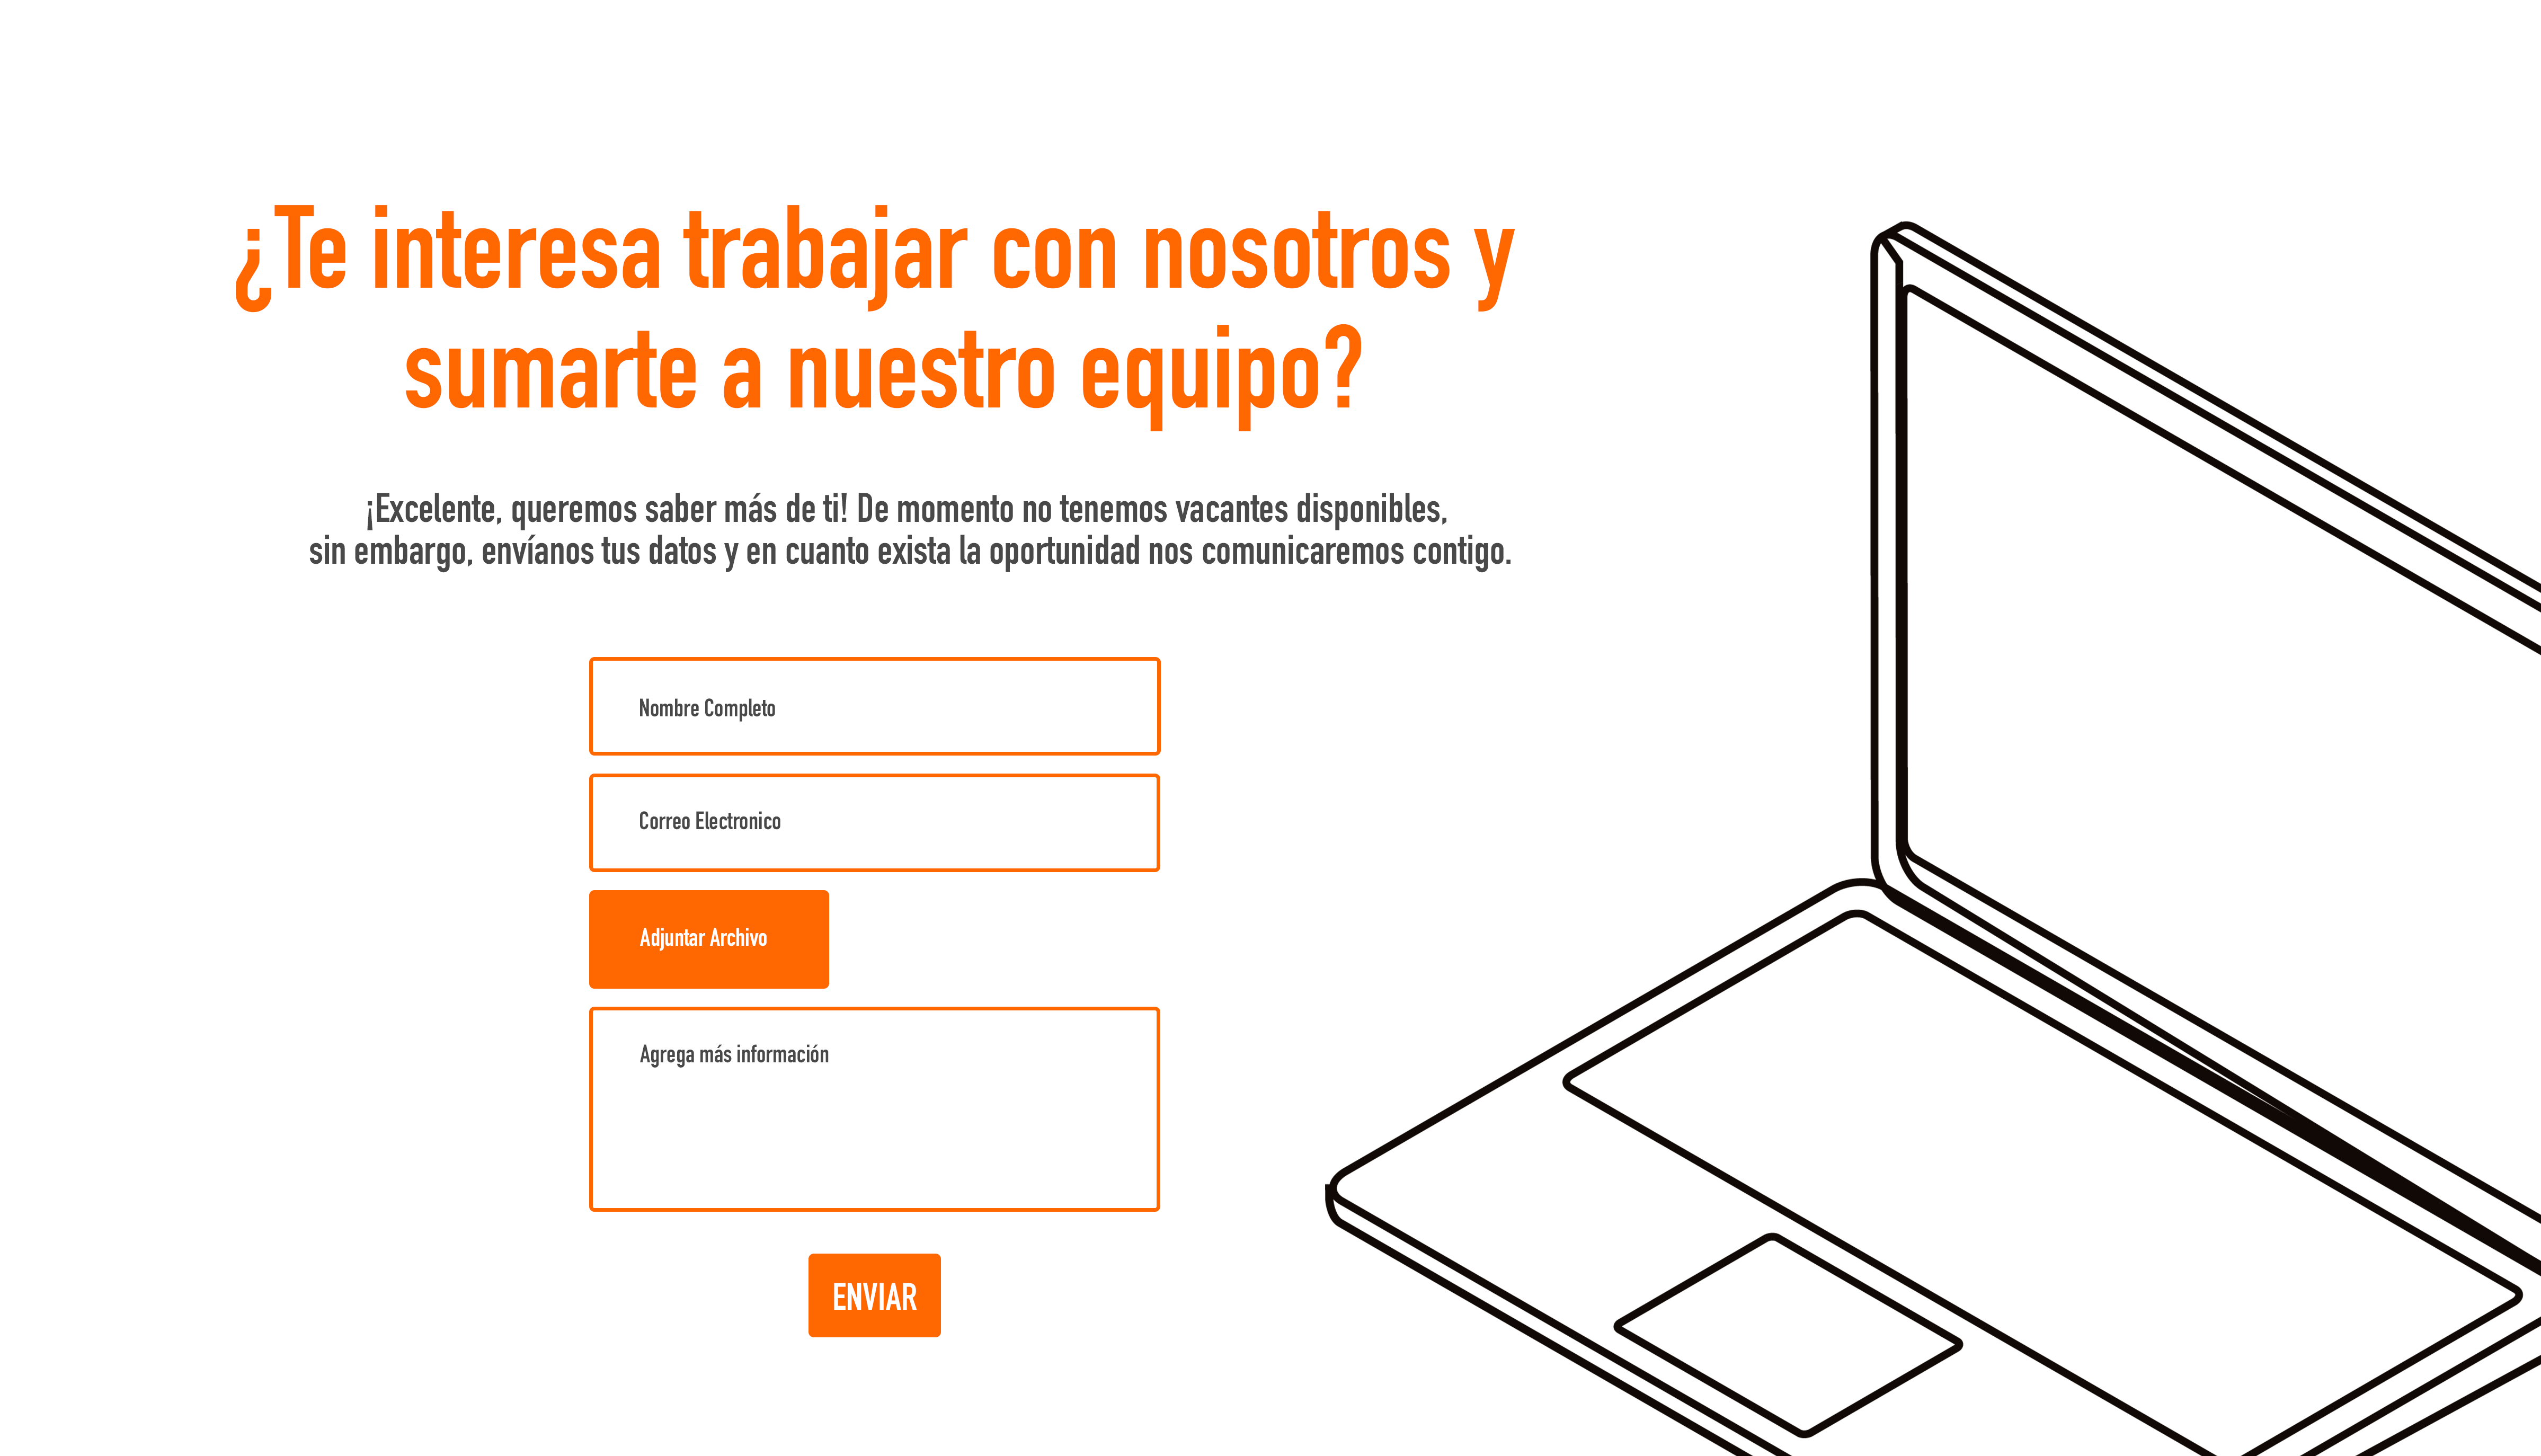 ¿Te interesa trabajar con nosotros y
sumarte a nuestro equipo?
¡Excelente, queremos saber más de ti! De momento no tenemos vacantes disponibles,
sin embargo, envíanos tus datos y en cuanto exista la oportunidad nos comunicaremos contigo.
Nombre Completo
Correo Electronico
Adjuntar Archivo
Agrega más información
ENVIAR